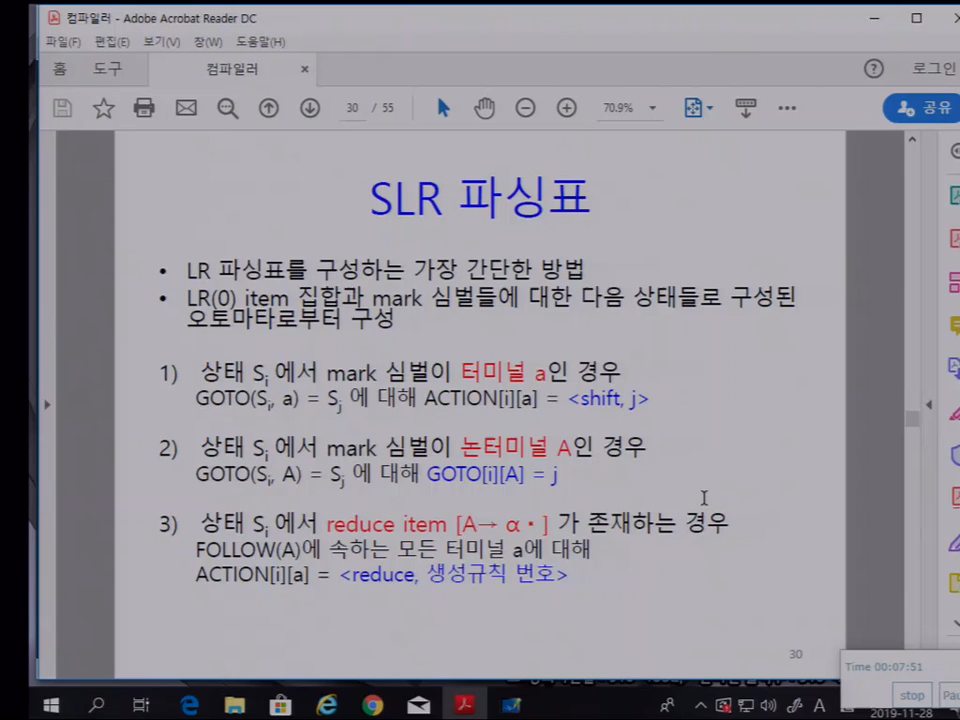 컴파일러 - Adobe Acrobat Reader DC
파일(F) 편집(E) 보기(V) 창(W) 도움말(H)
홈 도구 컴파일러 × 로그인
30 / 55 70.9% 공유
SLR 파싱표
• LR 파싱표를 구성하는 가장 간단한 방법
• LR(0) item 집합과 mark 심벌들에 대한 다음 상태들로 구성된
오토마타로부터 구성
1) 상태 Si 에서 mark 심벌이 터미널 a인 경우
GOTO(Si, a) = Sj 에 대해 ACTION[i][a] = <shift, j>
2) 상태 Si 에서 mark 심벌이 논터미널 A인 경우
GOTO(Si, A) = Sj 에 대해 GOTO[i][A] = j
3) 상태 Si 에서 reduce item [A→ α・] 가 존재하는 경우
FOLLOW(A)에 속하는 모든 터미널 a에 대해
ACTION[i][a] = <reduce, 생성규칙 번호>
30
Time 00:07:51
stop
A
2019-11-28